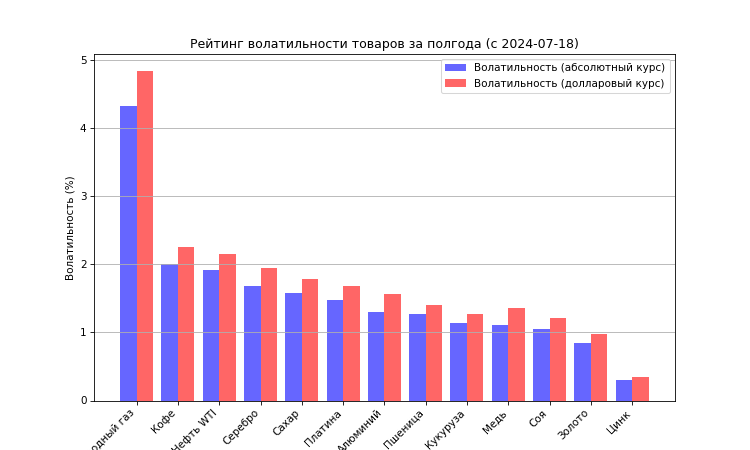 Рейтинг волатильности товаров за полгода (с 2024-07-18)
Волатильность (абсолютный курс)
Волатильность (долларовый курс)
Волатильность (%)
5
4
3
2
1
0
одный газ
Кофе
Нефть WTI
Серебро
Сахар
Платина
Алюминий
Пшеница
Кукуруза
Медь
Соя
Золото
Цинк